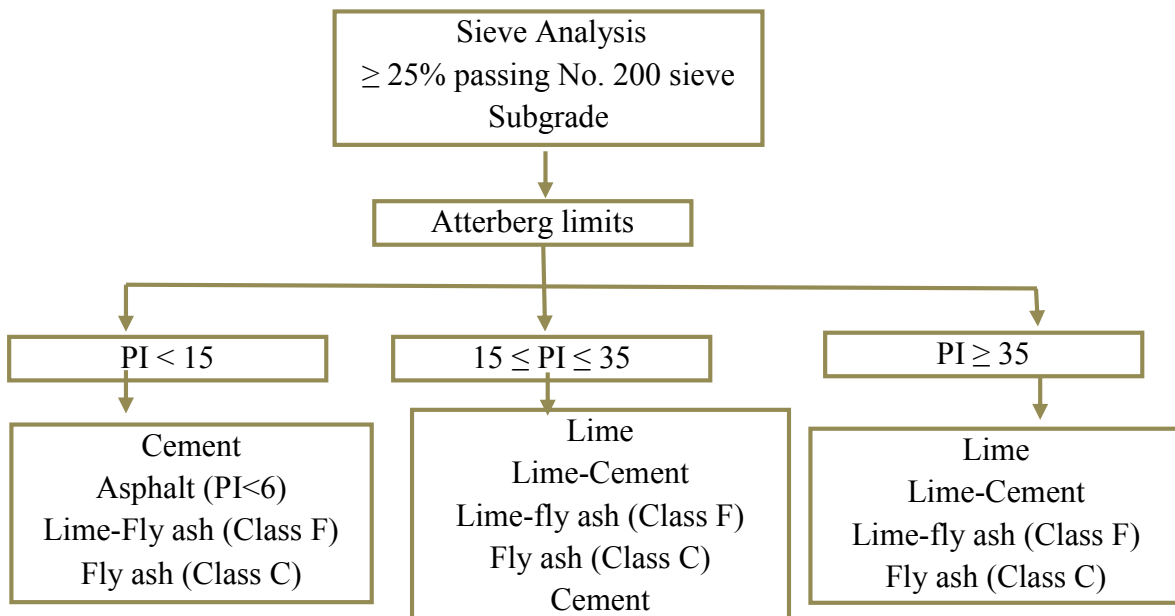 Sieve Analysis
≥ 25% passing No. 200 sieve
Subgrade
Atterberg limits
PI < 15
15 ≤ PI ≤ 35
PI ≥ 35
Cement
Asphalt (PI<6)
Lime-Fly ash (Class F)
Fly ash (Class C)
Lime
Lime-Cement
Lime-fly ash (Class F)
Fly ash (Class C)
Cement
Lime
Lime-Cement
Lime-fly ash (Class F)
Fly ash (Class C)